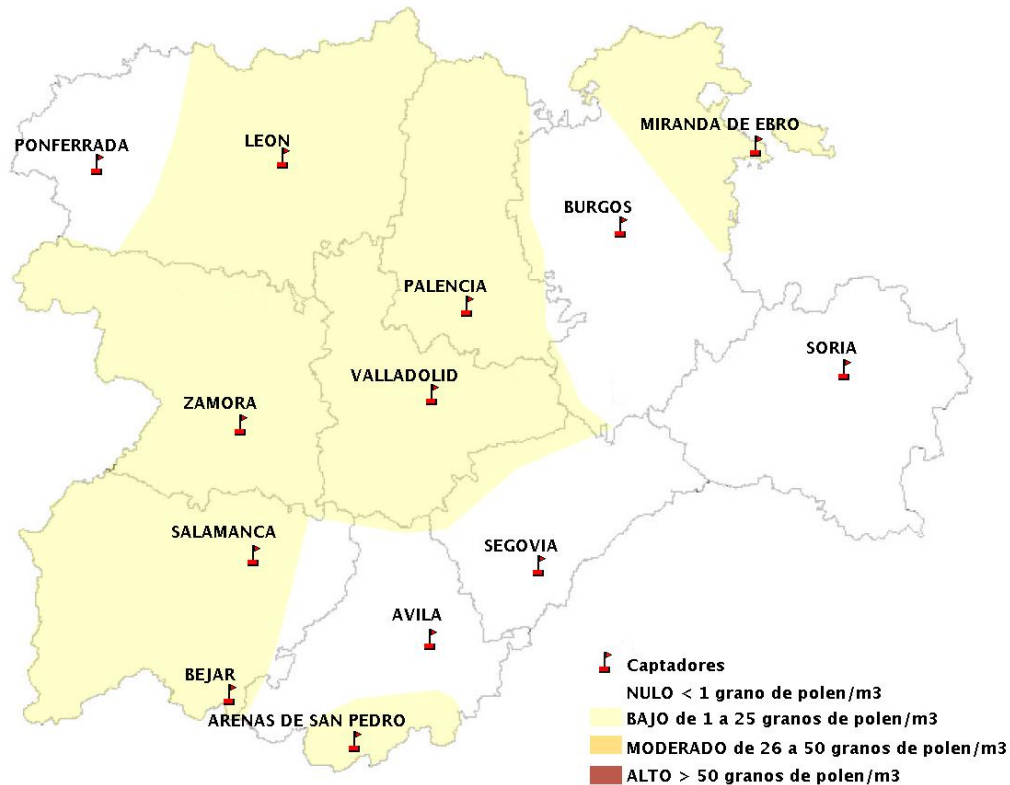 MIRANDA DE EBRO
PONFERRADA
LEON
BURGOS
PALENCIA
SORIA
VALLADOLID
ZAMORA
SALAMANCA
SEGOVIA
AVILA
BEJAR
ARENAS DE SAN PEDRO
Captadores
NULO < 1 grano de polen/m3
BAJO de 1 a 25 granos de polen/m3
MODERADO de 26 a 50 granos de polen/m3
ALTO > 50 granos de polen/m3